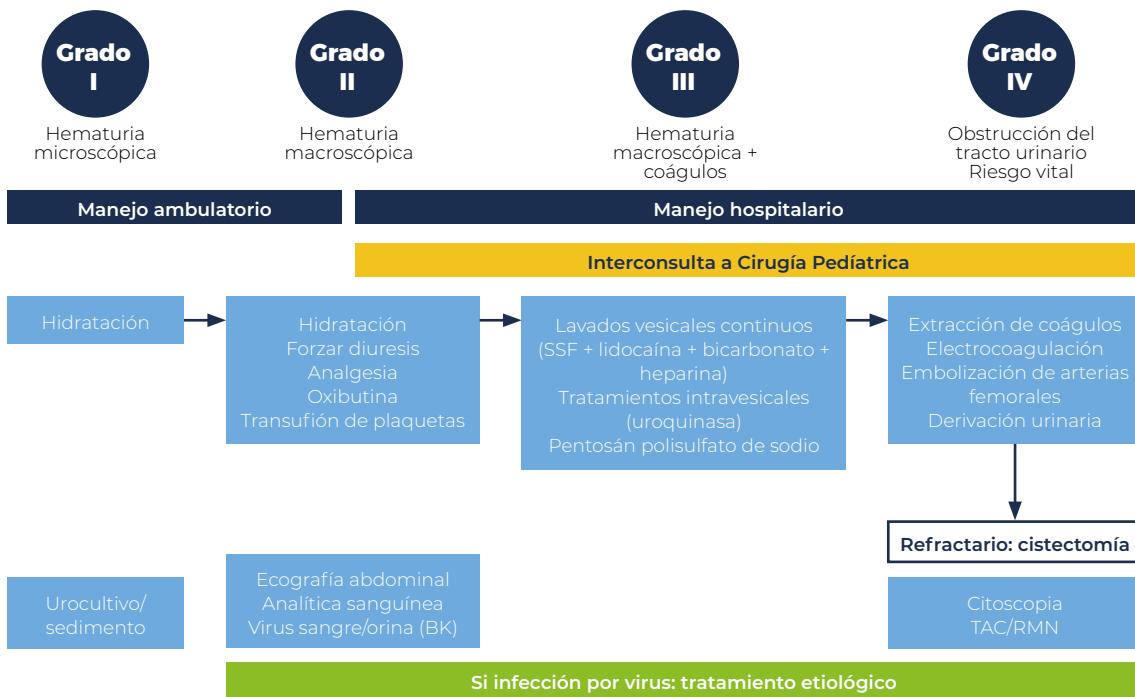 Grado
I
Grado
II
Grado
III
Grado
IV
Hematuria
microscópica
Hematuria
macroscópica
Hematuria
macroscópica +
coágulos
Obstrucción del
tracto urinario
Riesgo vital
Manejo ambulatorio
Manejo hospitalario
Interconsulta a Cirugía Pedíatrica
Hidratación
Hidratación
Forzar diuresis
Analgesia
Oxibutina
Transufión de plaquetas
Lavados vesicales continuos
(SSF + lidocaína + bicarbonato +
heparina)
Tratamientos intravesicales
(uroquinasa)
Pentosán polisulfato de sodio
Extracción de coágulos
Electrocoagulación
Embolización de arterias
femorales
Derivación urinaria
Refractario: cistectomía
Urocultivo/
sedimento
Ecografía abdominal
Analítica sanguínea
Virus sangre/orina (BK)
Citoscopia
TAC/RMN
Si infección por virus: tratamiento etiológico